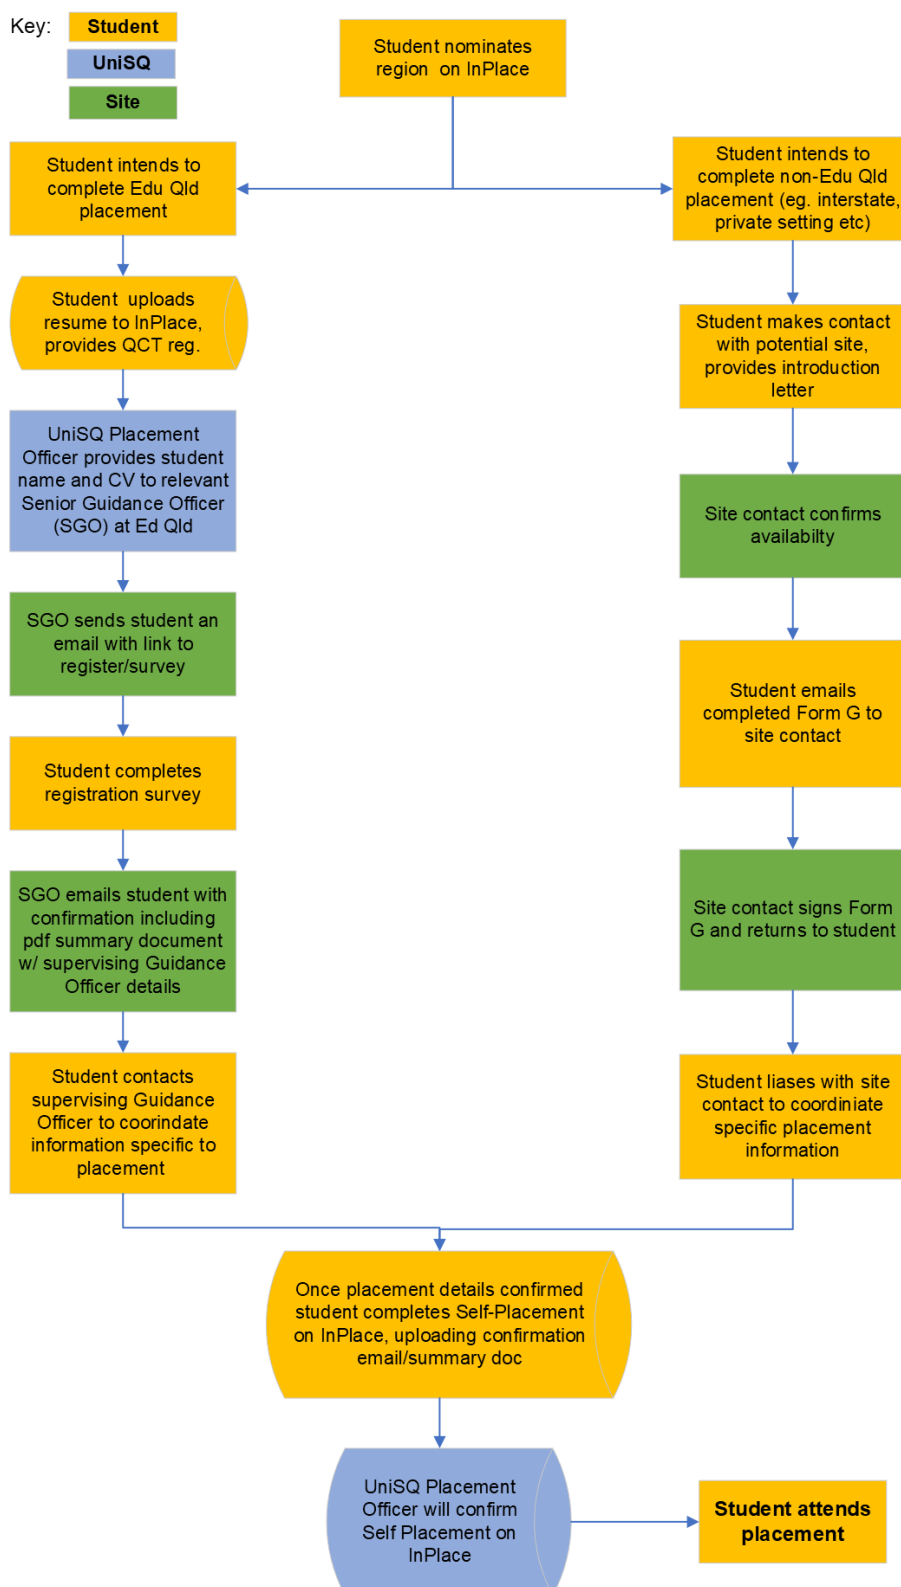 Key:
Student
UniSQ
Site
Student nominates
region on InPlace
Student intends to
complete Edu Qld
placement
Student uploads
resume to InPlace,
provides QCT reg.
UniSQ Placement
Officer provides student
name and CV to relevant
Senior Guidance Officer
(SGO) at Ed Qld
SGO sends student an
email with link to
register/survey
Student completes
registration survey
SGO emails student with
confirmation including
pdf summary document
w/ supervising Guidance
Officer details
Student contacts
supervising Guidance
Officer to coorindate
information specific to
placement
Student intends to
complete non-Edu Qld
placement (eg. interstate,
private setting etc)
Student makes contact
with potential site,
provides introduction
letter
Site contact confirms
availabilty
Student emails
completed Form G to
site contact
Site contact signs Form
G and returns to student
Student liases with site
contact to coordiniate
specific placement
information
Once placement details confirmed
student completes Self-Placement
on InPlace, uploading confirmation
email/summary doc
UniSQ Placement
Officer will confirm
Self Placement on
InPlace
Student attends
placement